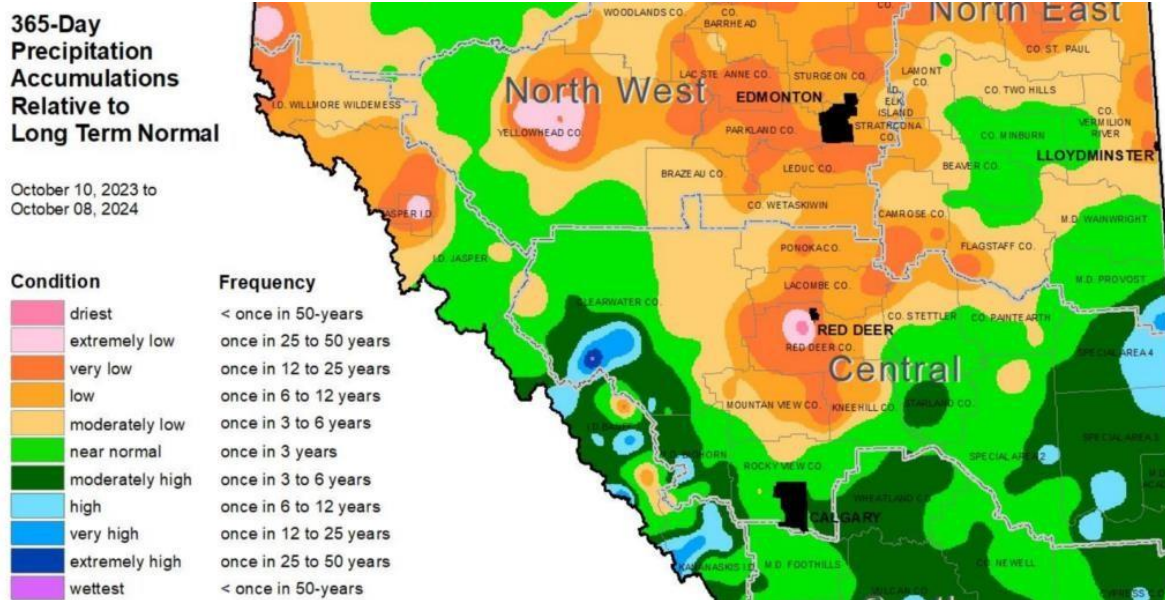 365-Day
Precipitation
Accumulations
Relative to
Long Term Normal
October 10, 2023 to
October 08, 2024
Condition Frequency
driest < once in 50-years
extremely low once in 25 to 50 years
very low once in 12 to 25 years
low once in 6 to 12 years
moderately low once in 3 to 6 years
near normal once in 3 years
moderately high once in 3 to 6 years
high once in 6 to 12 years
very high once in 12 to 25 years
extremely high once in 25 to 50 years
wettest < once in 50-years
WOODLANDS CO.
CO.
BARRHEAD
CO.
North East
CO. ST. PAUL
LAC STE. ANNE CO.
STURGEON CO.
LAMONT
CO.
North West
EDMONTON
I.D.
ELK
ISLAND
CO. TWO HILLS
I.D. WILLMORE WILDERNESS
YELLOWHEAD CO.
PARKLAND CO.
STRATHCONA
CO.
CO. MINBURN
CO.
VERMILION
RIVER
LLOYDMINSTER
BRAZEAU CO.
LEDUC CO.
BEAVER CO.
JASPER I.D.
CO. WETASKIWIN
CAMROSE CO.
M.D. WAINWRIGHT
I.D. JASPER
PONOKA CO.
FLAGSTAFF CO.
M.D. PROVOST
CLEARWATER CO.
LACOMBE CO.
CO. STETTLER
CO. PAINTEARTH
RED DEER
RED DEER CO.
SPECIAL AREA 4
Central
MOUNTAN VIEW CO.
KNEEHILL CO.
STARLAND CO.
I.D. BANFF
M.D. BIGHORN
ROCKY VIEW CO.
SPECIAL AREA 2
SPECIAL AREA 3
M.D.
WHEATLAND CO.
CALGARY
KANANASKIS I.D.
M.D. FOOTHILLS
CO. NEWELL
VULCAN CO.
CYPRESS CO.